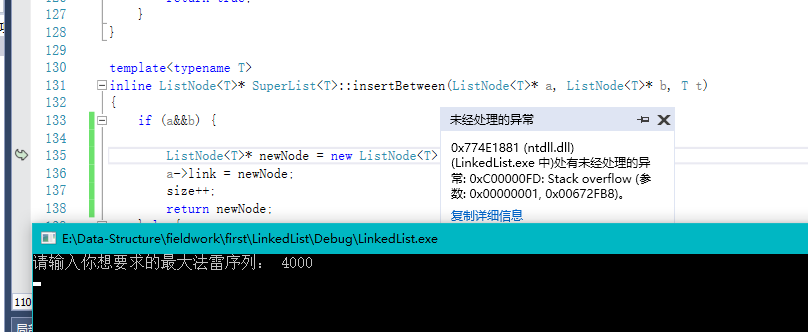 127
return true;
128
}
129
}
130
template<typename T>
131
inline ListNode<T>* SuperList<T>::insertBetween(ListNode<T>* a, ListNode<T>* b, T t)
132
{
133
if (a&&b) {
134
135
ListNode<T>* newNode = new ListNode<T>
136
a->link = newNode;
137
size++;
138
return newNode;
未经处理的异常
0x774E1881 (ntdll.dll)
(LinkedList.exe 中)处有未经处理的异
常: 0xC00000FD: Stack overflow (参
数: 0x00000001, 0x00672FB8)。
复制详细信息
E:\Data-Structure\fieldwork\first\LinkedList\Debug\LinkedList.exe
请输入你想要求的最大法雷序列： 4000
110